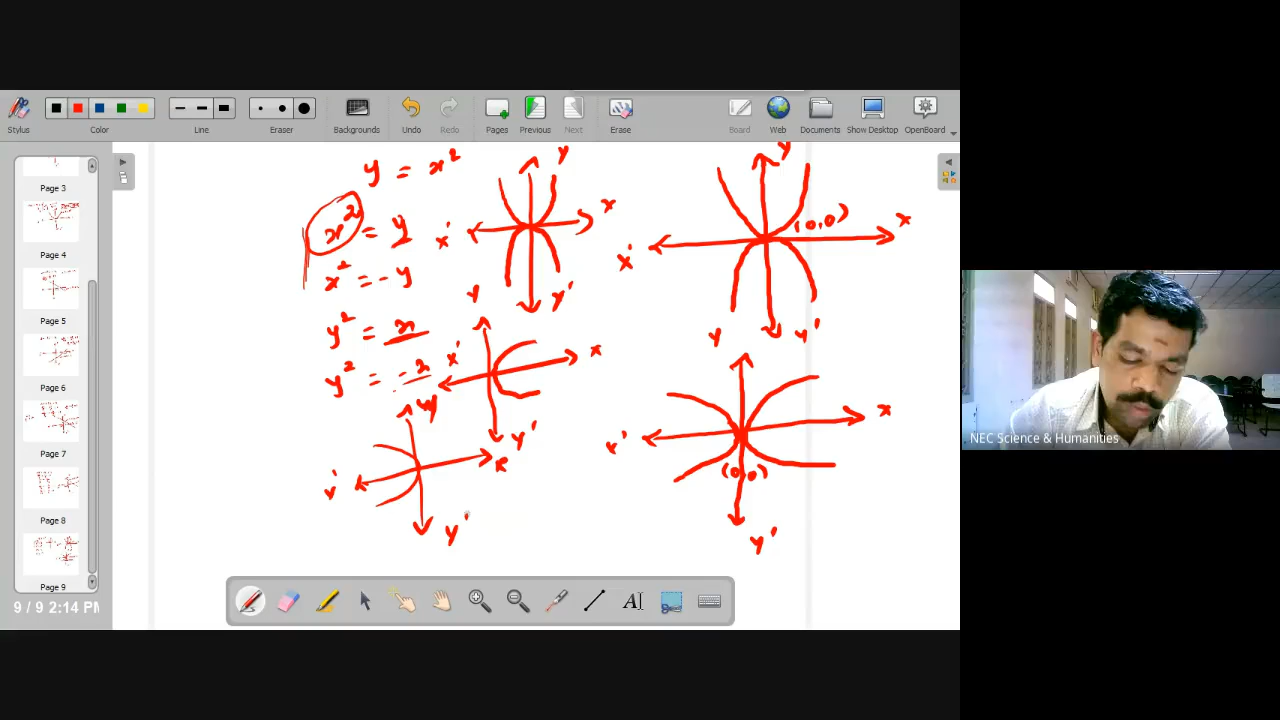 Stylus
Color
Line
Eraser
Backgrounds
Undo
Redo
Pages
Previous
Next
Erase
Board
Web
Documents
Show Desktop
OpenBoard
Page 3
Page 4
Page 5
Page 6
Page 7
Page 8
Page 9
9 / 9 2:14 PM
y = x²
x² = y
x² = -y
y² = x
y² = -x
y
x
x'
y'
y
x
x'
y'
(0,0)
y
x
x'
y'
y
x
x'
y'
y
x
x'
y'
(0,0)
NEC Science & Humanities